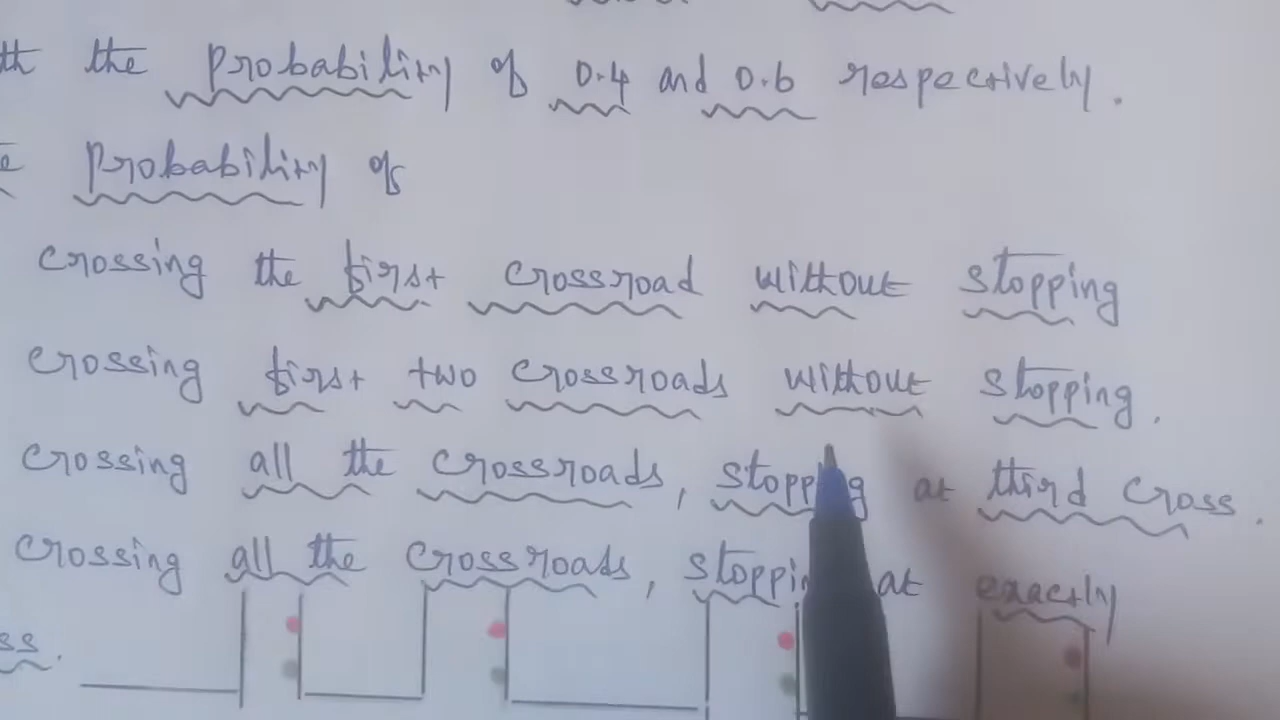 the probability of 0.4 and 0.6 respectively.
probability of
crossing the first crossroad without stopping
crossing first two crossroads without stopping.
crossing all the crossroads, stopping at third cross.
crossing all the crossroads, at exactly